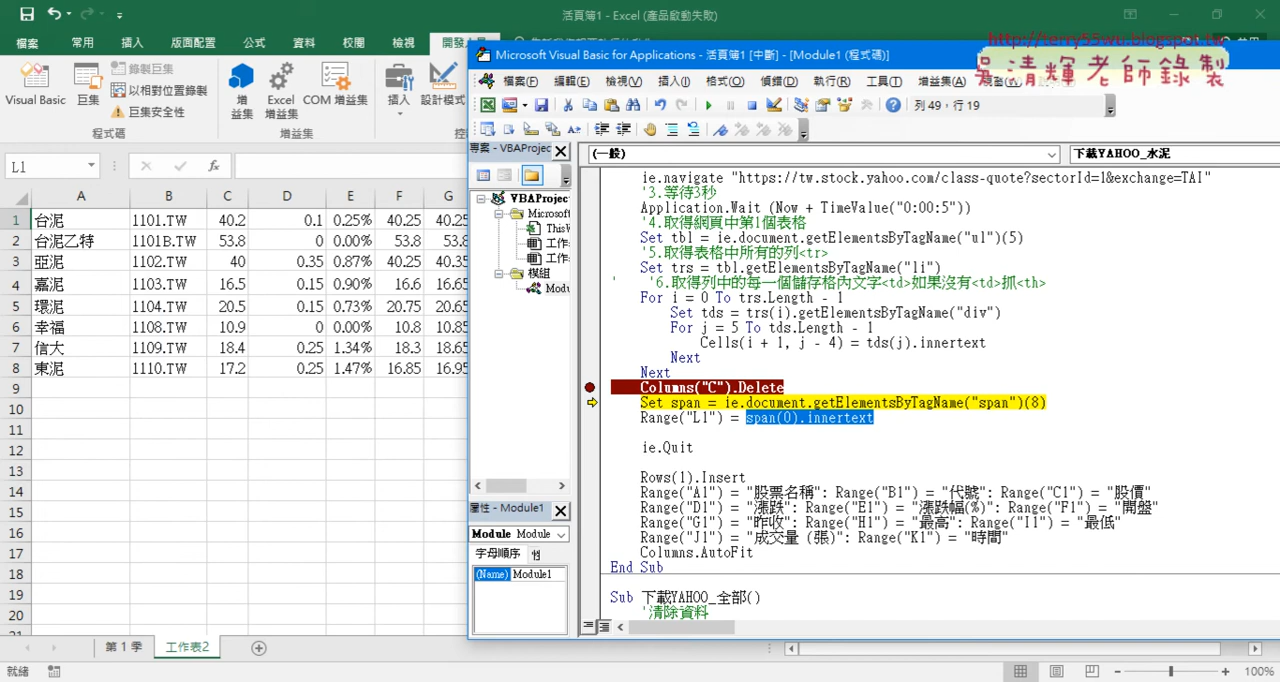 活頁簿1 - Excel (產品啟動失敗)
檔案 常用 插入 版面配置 公式 資料 校閱 檢視 開發人員
http://terry55wu.blogspot.tw
吳清輝老師錄製
Visual Basic 巨集 錄製巨集 以相對位置錄製 巨集安全性
增益集 Excel 增益集 COM 增益集 插入 設計模式
程式碼 增益集
L1 fx
A B C D E F G
1 台泥 1101.TW 40.2 0.1 0.25% 40.25 40.25
2 台泥乙特 1101B.TW 53.8 0 0.00% 53.8 53.8
3 亞泥 1102.TW 40 0.35 0.87% 40.25 40.35
4 嘉泥 1103.TW 16.5 0.15 0.90% 16.6 16.65
5 環泥 1104.TW 20.5 0.15 0.73% 20.75 20.65
6 幸福 1108.TW 10.9 0 0.00% 10.8 10.85
7 信大 1109.TW 18.4 0.25 1.34% 18.3 18.65
8 東泥 1110.TW 17.2 0.25 1.47% 16.85 16.95
9
10
11
12
13
14
15
16
17
18
19
20
第 1 季 工作表2
就緒 100%
Microsoft Visual Basic for Applications - 活頁簿1 [中斷] - [Module1 (程式碼)]
檔案(F) 編輯(E) 檢視(V) 插入(I) 格式(O) 偵錯(D) 執行(R) 工具(T) 增益集(A)
列 49，行 19
專案 - VBAProjec
VBAProjec
Microsoft
This
工作
工作
模組
Modu
屬性 - Module1
Module Module
字母順序
(Name) Module1
(一般) 下載YAHOO_水泥
ie.navigate "https://tw.stock.yahoo.com/class-quote?sectorId=1&exchange=TAI"
'3.等待3秒
Application.Wait (Now + TimeValue("0:00:5"))
'4.取得網頁中第1個表格
Set tbl = ie.document.getElementsByTagName("ul")(5)
'5.取得表格中所有的列<tr>
Set trs = tbl.getElementsByTagName("li")
' '6.取得列中的每一個儲存格內文字<td>如果沒有<td>抓<th>
For i = 0 To trs.Length - 1
Set tds = trs(i).getElementsByTagName("div")
For j = 5 To tds.Length - 1
Cells(i + 1, j - 4) = tds(j).innertext
Next
Next
Columns("C").Delete
Set span = ie.document.getElementsByTagName("span")(8)
Range("L1") = span(0).innertext
ie.Quit
Rows(1).Insert
Range("A1") = "股票名稱": Range("B1") = "代號": Range("C1") = "股價"
Range("D1") = "漲跌": Range("E1") = "漲跌幅(%)": Range("F1") = "開盤"
Range("G1") = "昨收": Range("H1") = "最高": Range("I1") = "最低"
Range("J1") = "成交量 (張)": Range("K1") = "時間"
Columns.AutoFit
End Sub
Sub 下載YAHOO_全部()
'清除資料